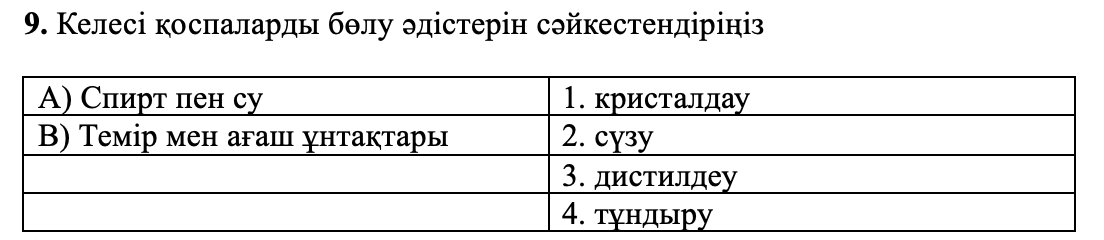 9. Келесі қоспаларды бөлу әдістерін сәйкестендіріңіз
А) Спирт пен су
1. кристалдау
В) Темір мен ағаш ұнтақтары
2. сүзу
3. дистилдеу
4. тұндыру